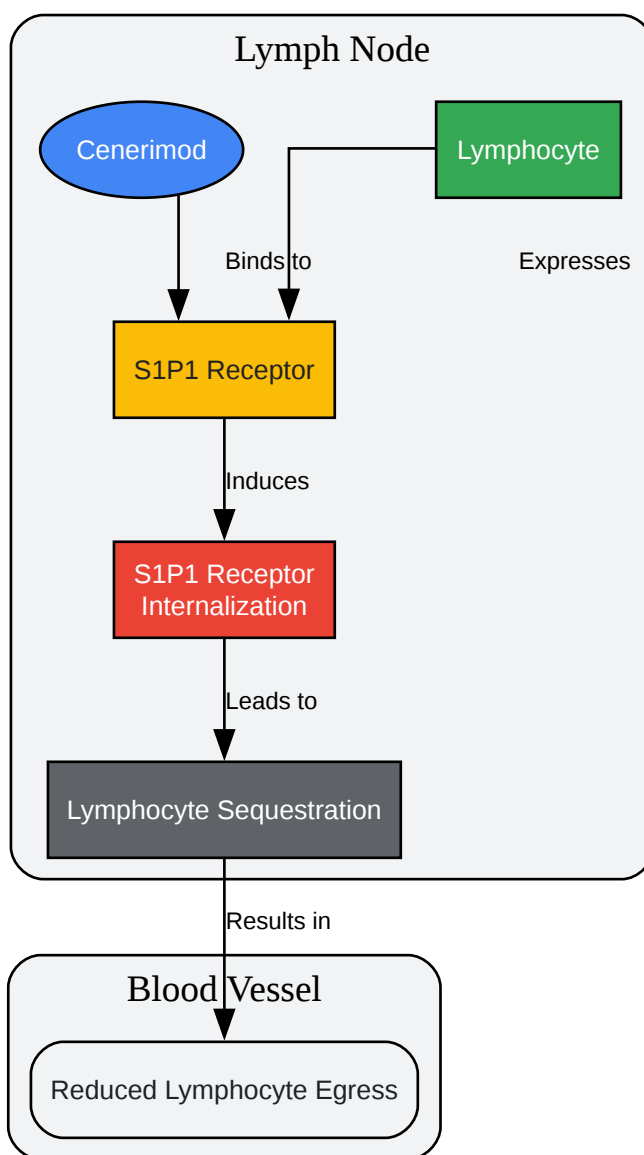 Lymph Node
Cenerimod
Lymphocyte
Binds to
Expresses
S1P1 Receptor
Induces
S1P1 Receptor
Internalization
Leads to
Lymphocyte Sequestration
Results in
Blood Vessel
Reduced Lymphocyte Egress